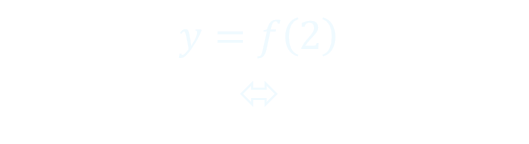 y = f(2)
⇔